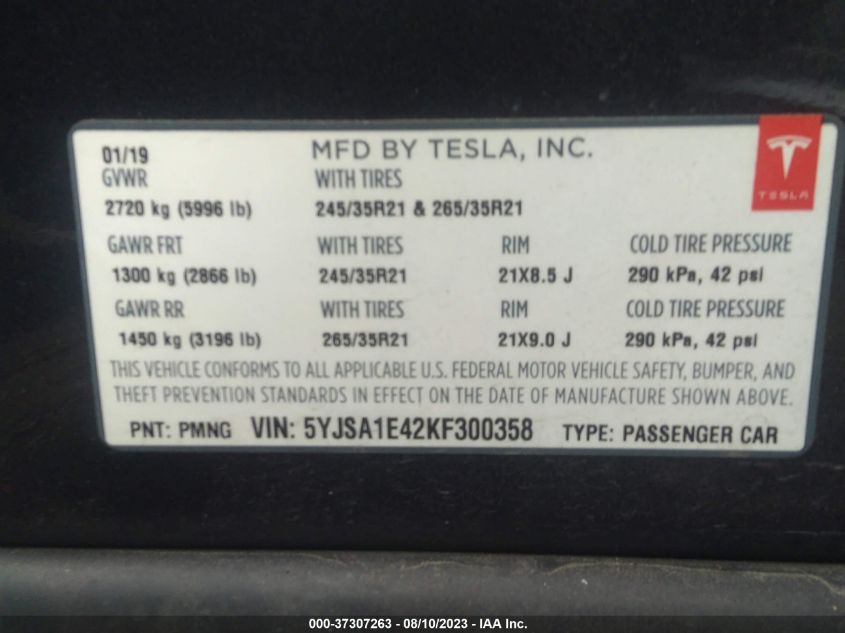 01/19 MFD BY TESLA, INC.
GVWR WITH TIRES
2720 kg (5996 lb) 245/35R21 & 265/35R21
TESLA
GAWR FRT WITH TIRES RIM COLD TIRE PRESSURE
1300 kg (2866 lb) 245/35R21 21X8.5 J 290 kPa, 42 psi
GAWR RR WITH TIRES RIM COLD TIRE PRESSURE
1450 kg (3196 lb) 265/35R21 21X9.0 J 290 kPa, 42 psi
THIS VEHICLE CONFORMS TO ALL APPLICABLE U.S. FEDERAL MOTOR VEHICLE SAFETY, BUMPER, AND
THEFT PREVENTION STANDARDS IN EFFECT ON THE DATE OF MANUFACTURE SHOWN ABOVE.
PNT: PMNG VIN: 5YJSA1E42KF300358 TYPE: PASSENGER CAR
000-37307263 - 08/10/2023 - IAA Inc.